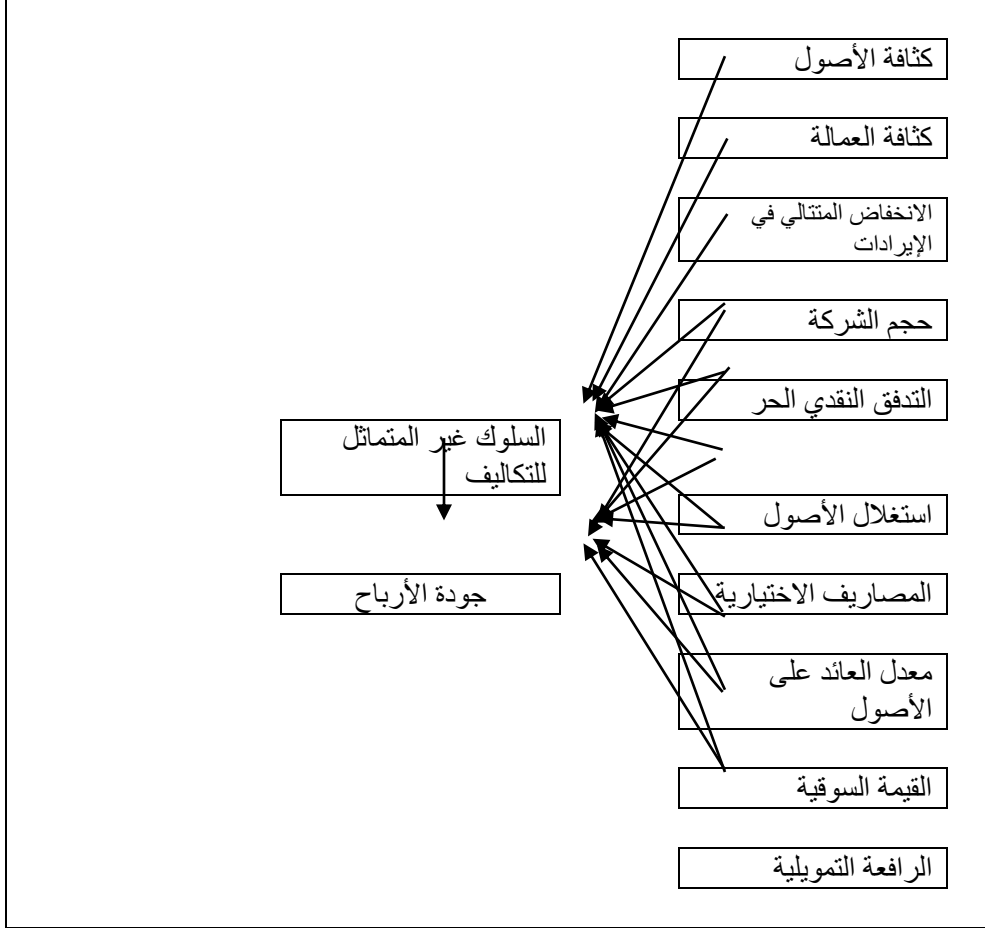 كثافة الأصول
كثافة العمالة
الانخفاض المتتالي في
الإيرادات
حجم الشركة
التدفق النقدي الحر
السلوك غير المتماثل
للتكاليف
استغلال الأصول
المصاريف الاختيارية
جودة الأرباح
معدل العائد على
الأصول
القيمة السوقية
الرافعة التمويلية